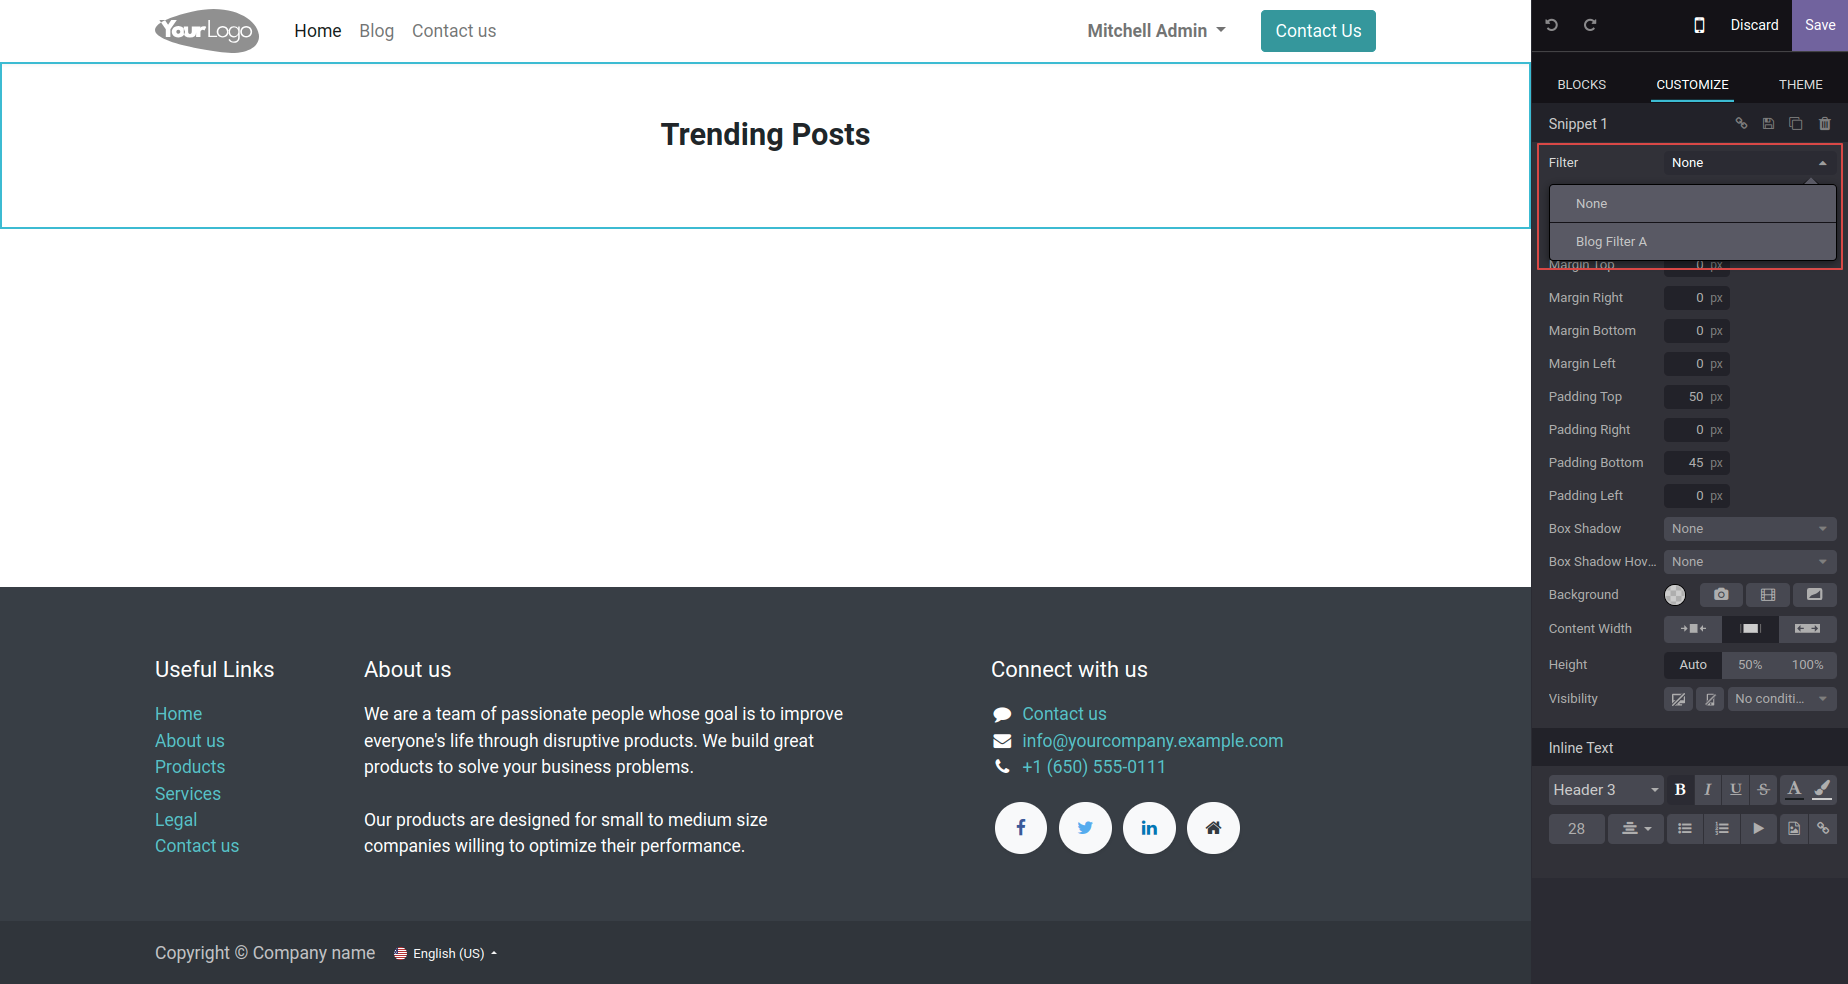 YourLogo
Home Blog Contact us
Mitchell Admin
Contact Us
Trending Posts
Useful Links
Home
About us
Products
Services
Legal
Contact us
About us
We are a team of passionate people whose goal is to improve
everyone's life through disruptive products. We build great
products to solve your business problems.
Our products are designed for small to medium size
companies willing to optimize their performance.
Connect with us
Contact us
info@yourcompany.example.com
+1 (650) 555-0111
Copyright © Company name
English (US)
Discard
Save
BLOCKS CUSTOMIZE THEME
Snippet 1
Filter None
None
Blog Filter A
Margin Top 0 px
Margin Right 0 px
Margin Bottom 0 px
Margin Left 0 px
Padding Top 50 px
Padding Right 0 px
Padding Bottom 45 px
Padding Left 0 px
Box Shadow None
Box Shadow Hov... None
Background
Content Width
Height Auto 50% 100%
Visibility No conditi...
Inline Text
Header 3 B I U S A
28